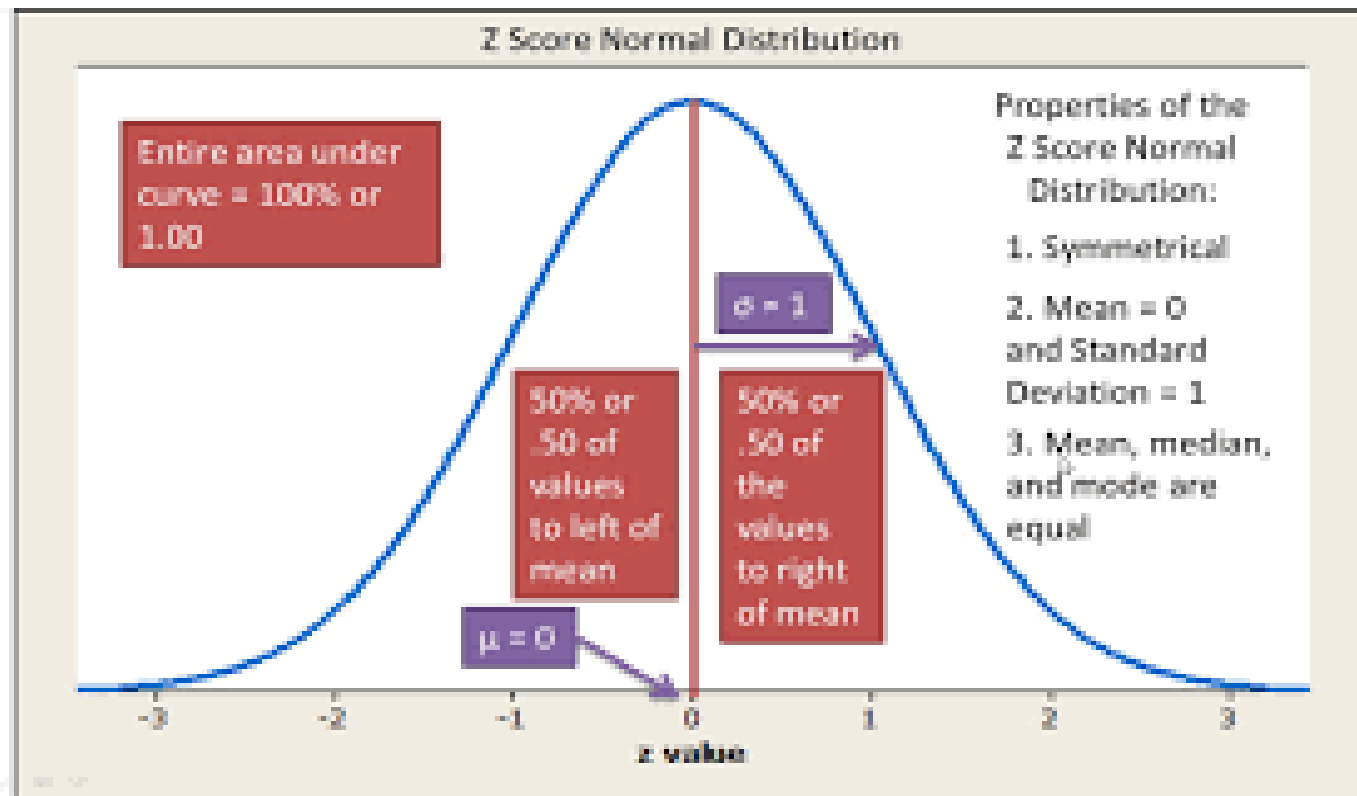 Z Score Normal Distribution
Entire area under
curve = 100% or
1.00
Properties of the
Z Score Normal
Distribution:
1. Symmetrical
2. Mean = 0
and Standard
Deviation = 1
3. Mean, median,
and mode are
equal
σ = 1
50% or
.50 of
values
to left of
mean
50% or
.50 of
the
values
to right
of mean
μ = 0
-3 -2 -1 0 1 2 3
z value